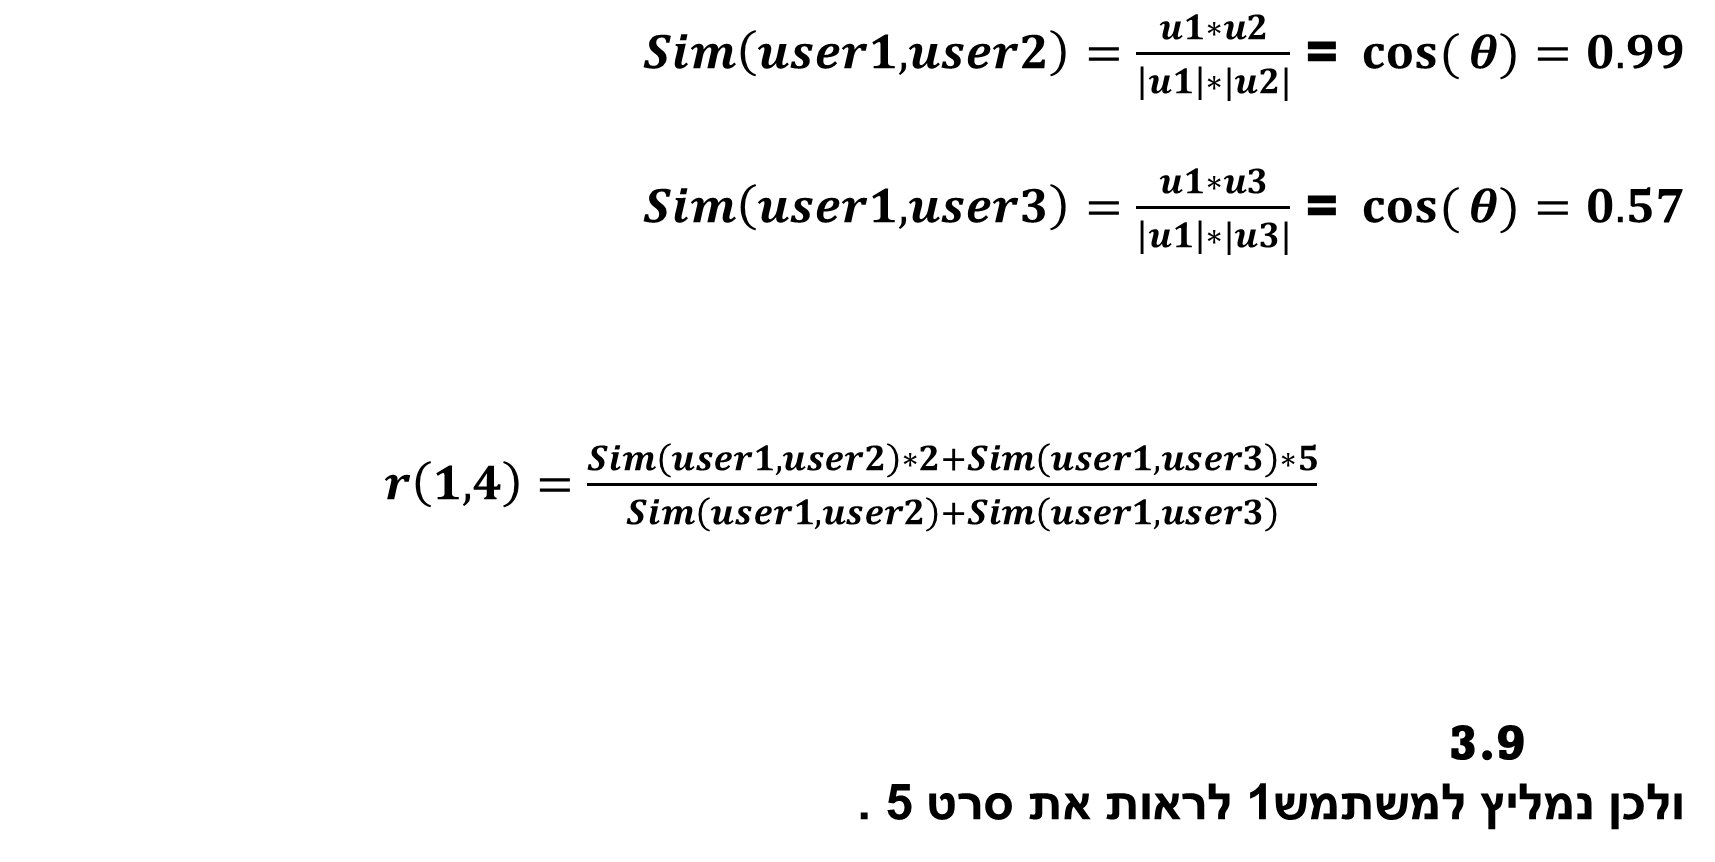 Sim(user1,user2) = u1*u2 / |u1|*|u2| = cos( θ) = 0.99
Sim(user1,user3) = u1*u3 / |u1|*|u3| = cos( θ) = 0.57
r(1,4) = Sim(user1,user2)*2+Sim(user1,user3)*5 / Sim(user1,user2)+Sim(user1,user3)
3.9
ולכן נמליץ למשתמש1 לראות את סרט 5 .